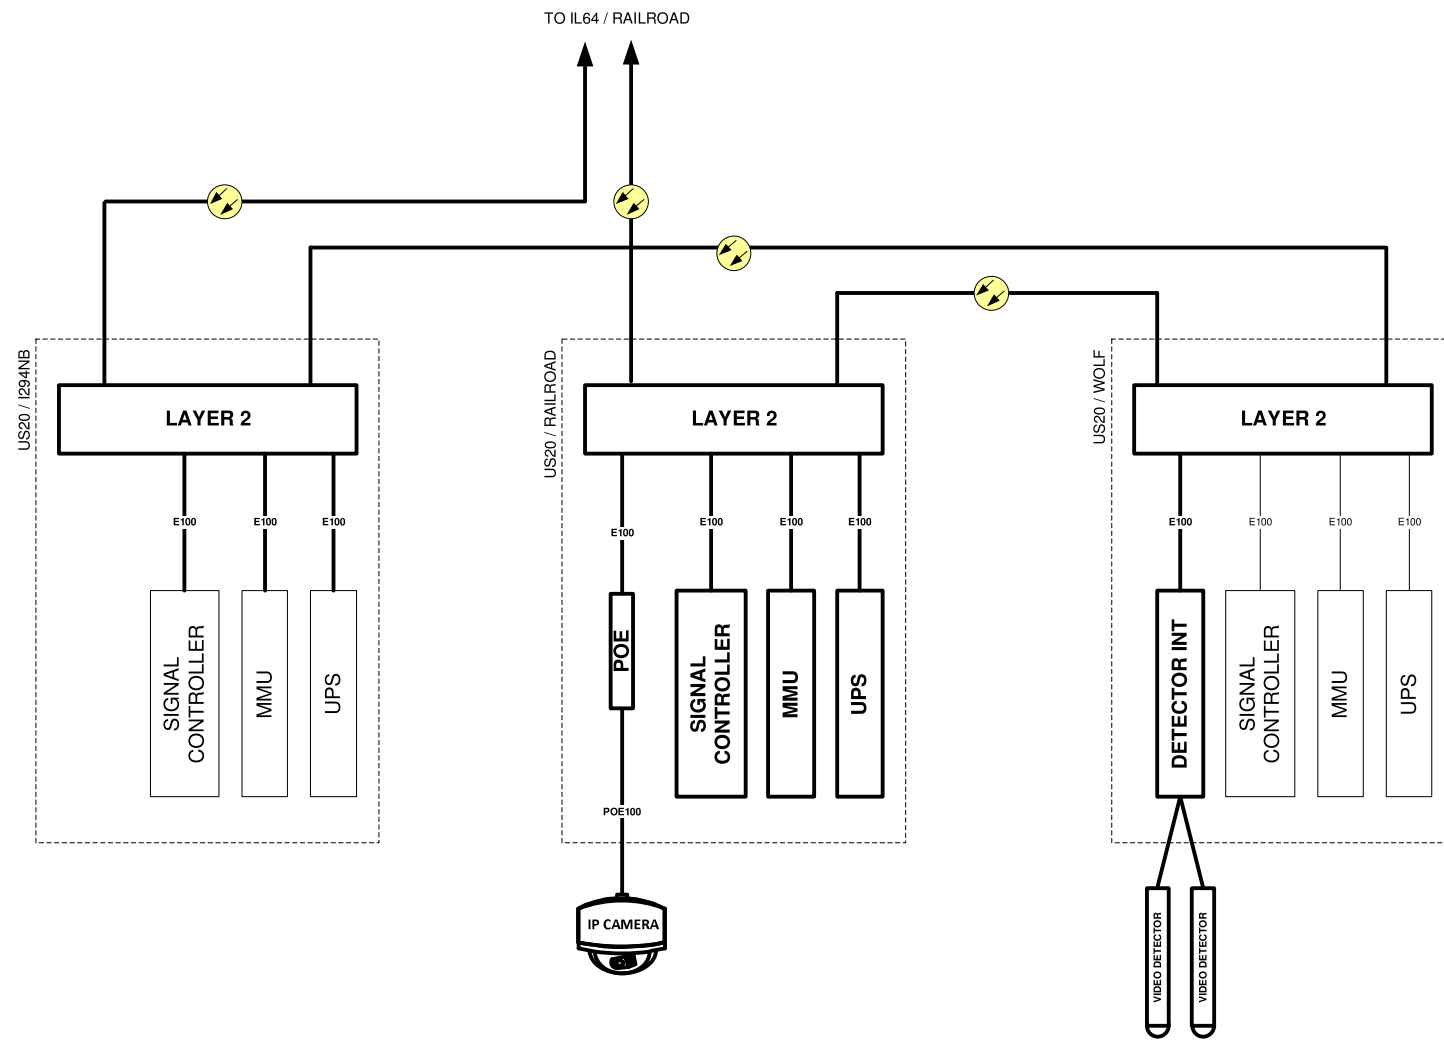 TO IL64 / RAILROAD
US20 / I294NB
LAYER 2
E100
E100
E100
SIGNAL
CONTROLLER
MMU
UPS
US20 / RAILROAD
LAYER 2
E100
E100
E100
E100
POE
SIGNAL
CONTROLLER
MMU
UPS
POE100
IP CAMERA
US20 / WOLF
LAYER 2
E100
E100
E100
E100
DETECTOR INT
SIGNAL
CONTROLLER
MMU
UPS
VIDEO DETECTOR
VIDEO DETECTOR